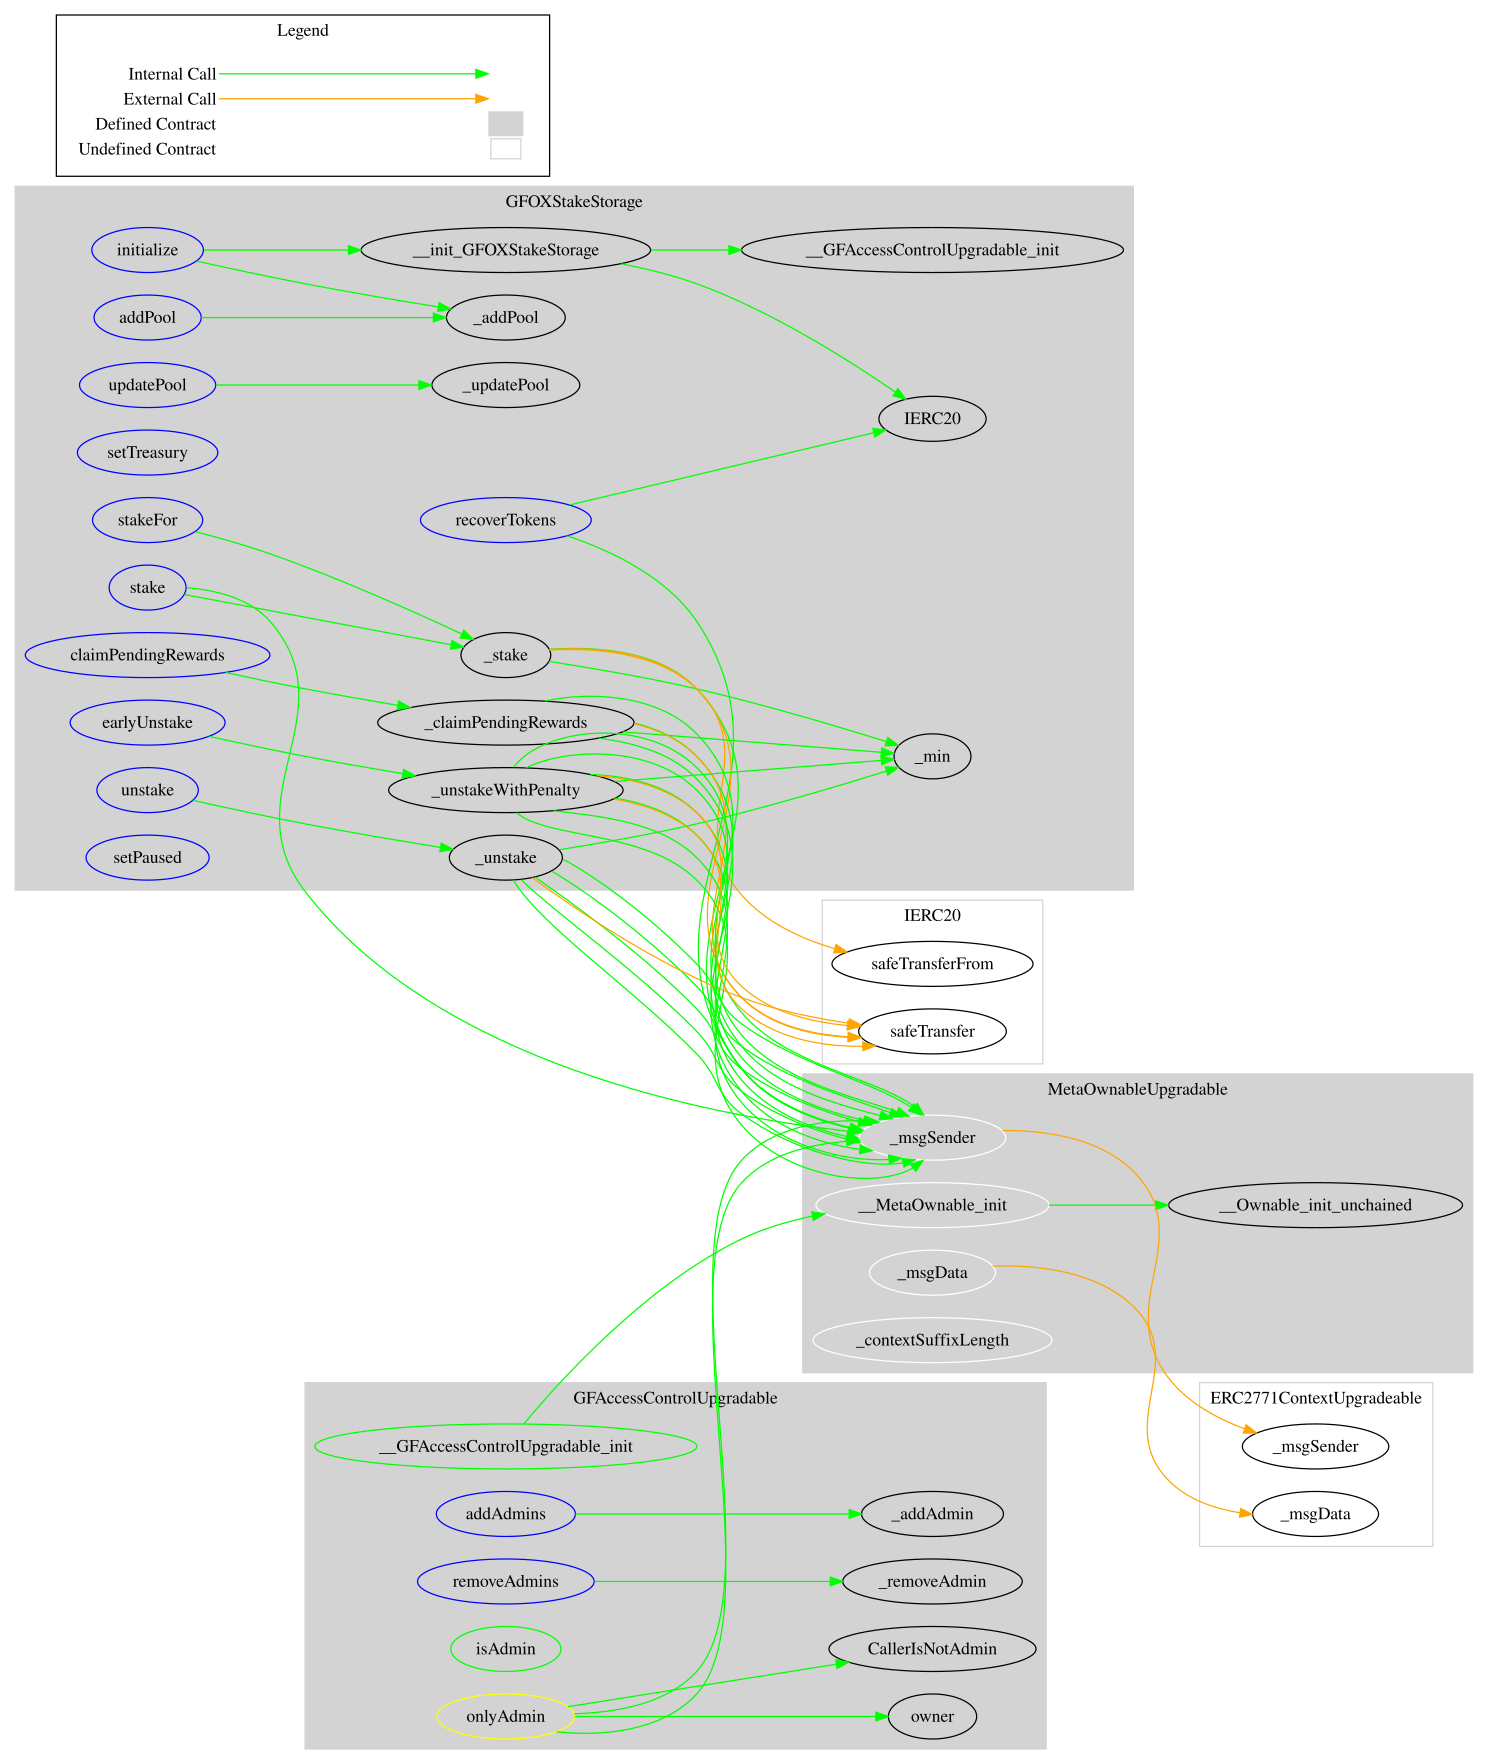 Legend
Internal Call
External Call
Defined Contract
Undefined Contract
GFOXStakeStorage
initialize
__init_GFOXStakeStorage
__GFAccessControlUpgradable_init
addPool
_addPool
updatePool
_updatePool
IERC20
setTreasury
stakeFor
recoverTokens
stake
claimPendingRewards
_stake
earlyUnstake
_claimPendingRewards
_min
unstake
_unstakeWithPenalty
setPaused
_unstake
IERC20
safeTransferFrom
safeTransfer
MetaOwnableUpgradable
_msgSender
__MetaOwnable_init
__Ownable_init_unchained
_msgData
_contextSuffixLength
GFAccessControlUpgradable
ERC2771ContextUpgradeable
__GFAccessControlUpgradable_init
_msgSender
addAdmins
_addAdmin
_msgData
removeAdmins
_removeAdmin
isAdmin
CallerIsNotAdmin
onlyAdmin
owner